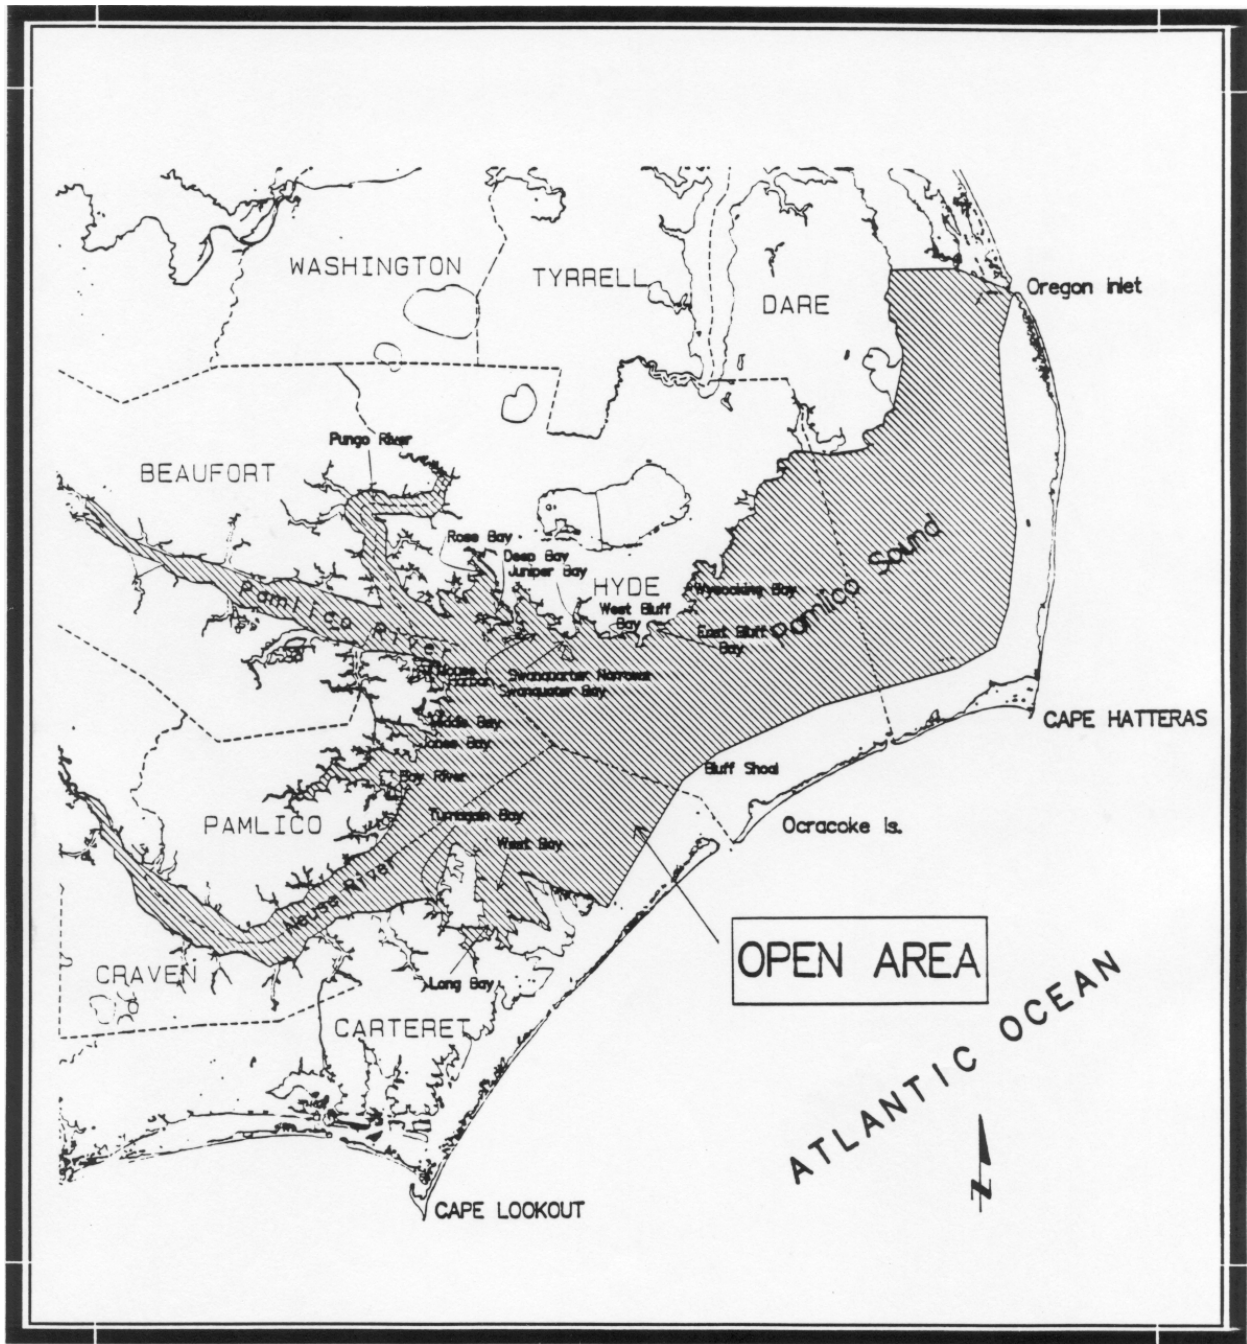 WASHINGTON
TYRRELL
DARE
Oregon Inlet
Pungo River
BEAUFORT
Rose Bay
Deep Bay
Juniper Bay
HYDE
Wysocking Bay
West Bluff
Bay
East Bluff
Bay
Pamlico Sound
Pamlico River
Swanquarter Narrows
Swanquater Bay
Middle Bay
Jones Bay
CAPE HATTERAS
Bay River
Bluff Shoal
PAMLICO
Turnagain Bay
West Bay
Ocracoke Is.
Neuse River
OPEN AREA
CRAVEN
Long Bay
CARTERET
ATLANTIC OCEAN
N
CAPE LOOKOUT